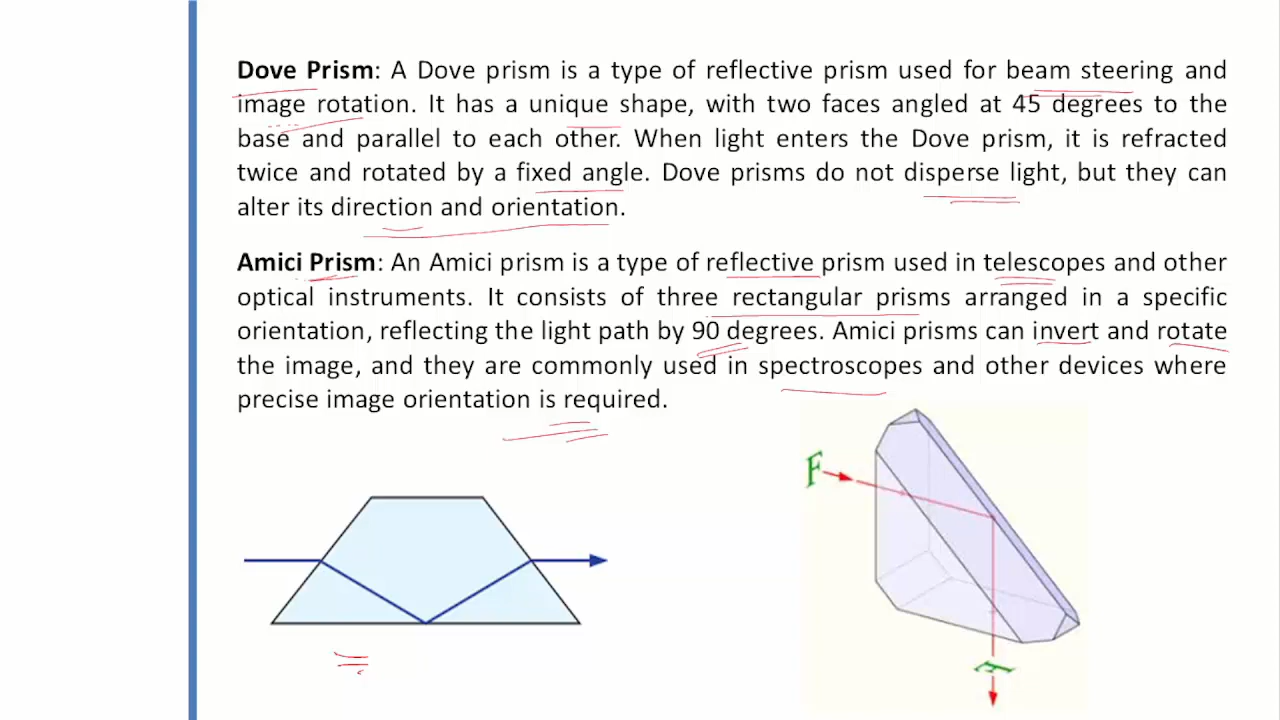 Dove Prism: A Dove prism is a type of reflective prism used for beam steering and
image rotation. It has a unique shape, with two faces angled at 45 degrees to the
base and parallel to each other. When light enters the Dove prism, it is refracted
twice and rotated by a fixed angle. Dove prisms do not disperse light, but they can
alter its direction and orientation.
Amici Prism: An Amici prism is a type of reflective prism used in telescopes and other
optical instruments. It consists of three rectangular prisms arranged in a specific
orientation, reflecting the light path by 90 degrees. Amici prisms can invert and rotate
the image, and they are commonly used in spectroscopes and other devices where
precise image orientation is required.
F
F